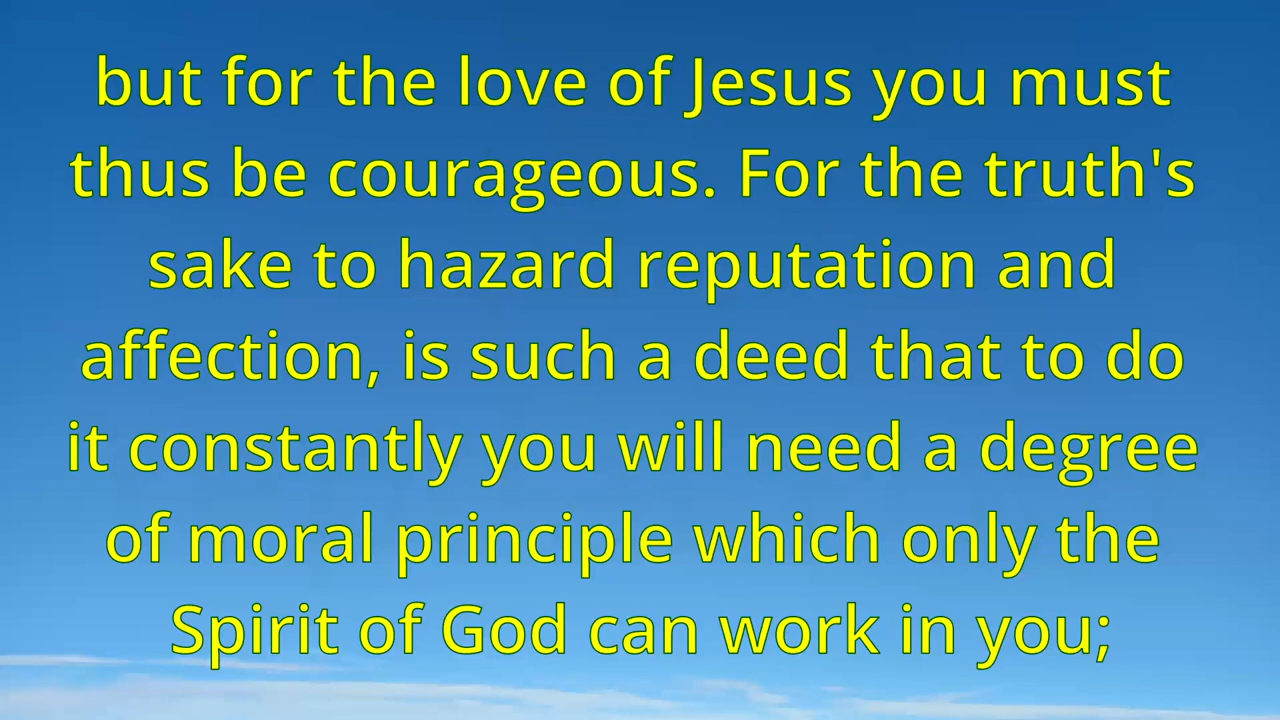 but for the love of Jesus you must
thus be courageous. For the truth's
sake to hazard reputation and
affection, is such a deed that to do
it constantly you will need a degree
of moral principle which only the
Spirit of God can work in you;